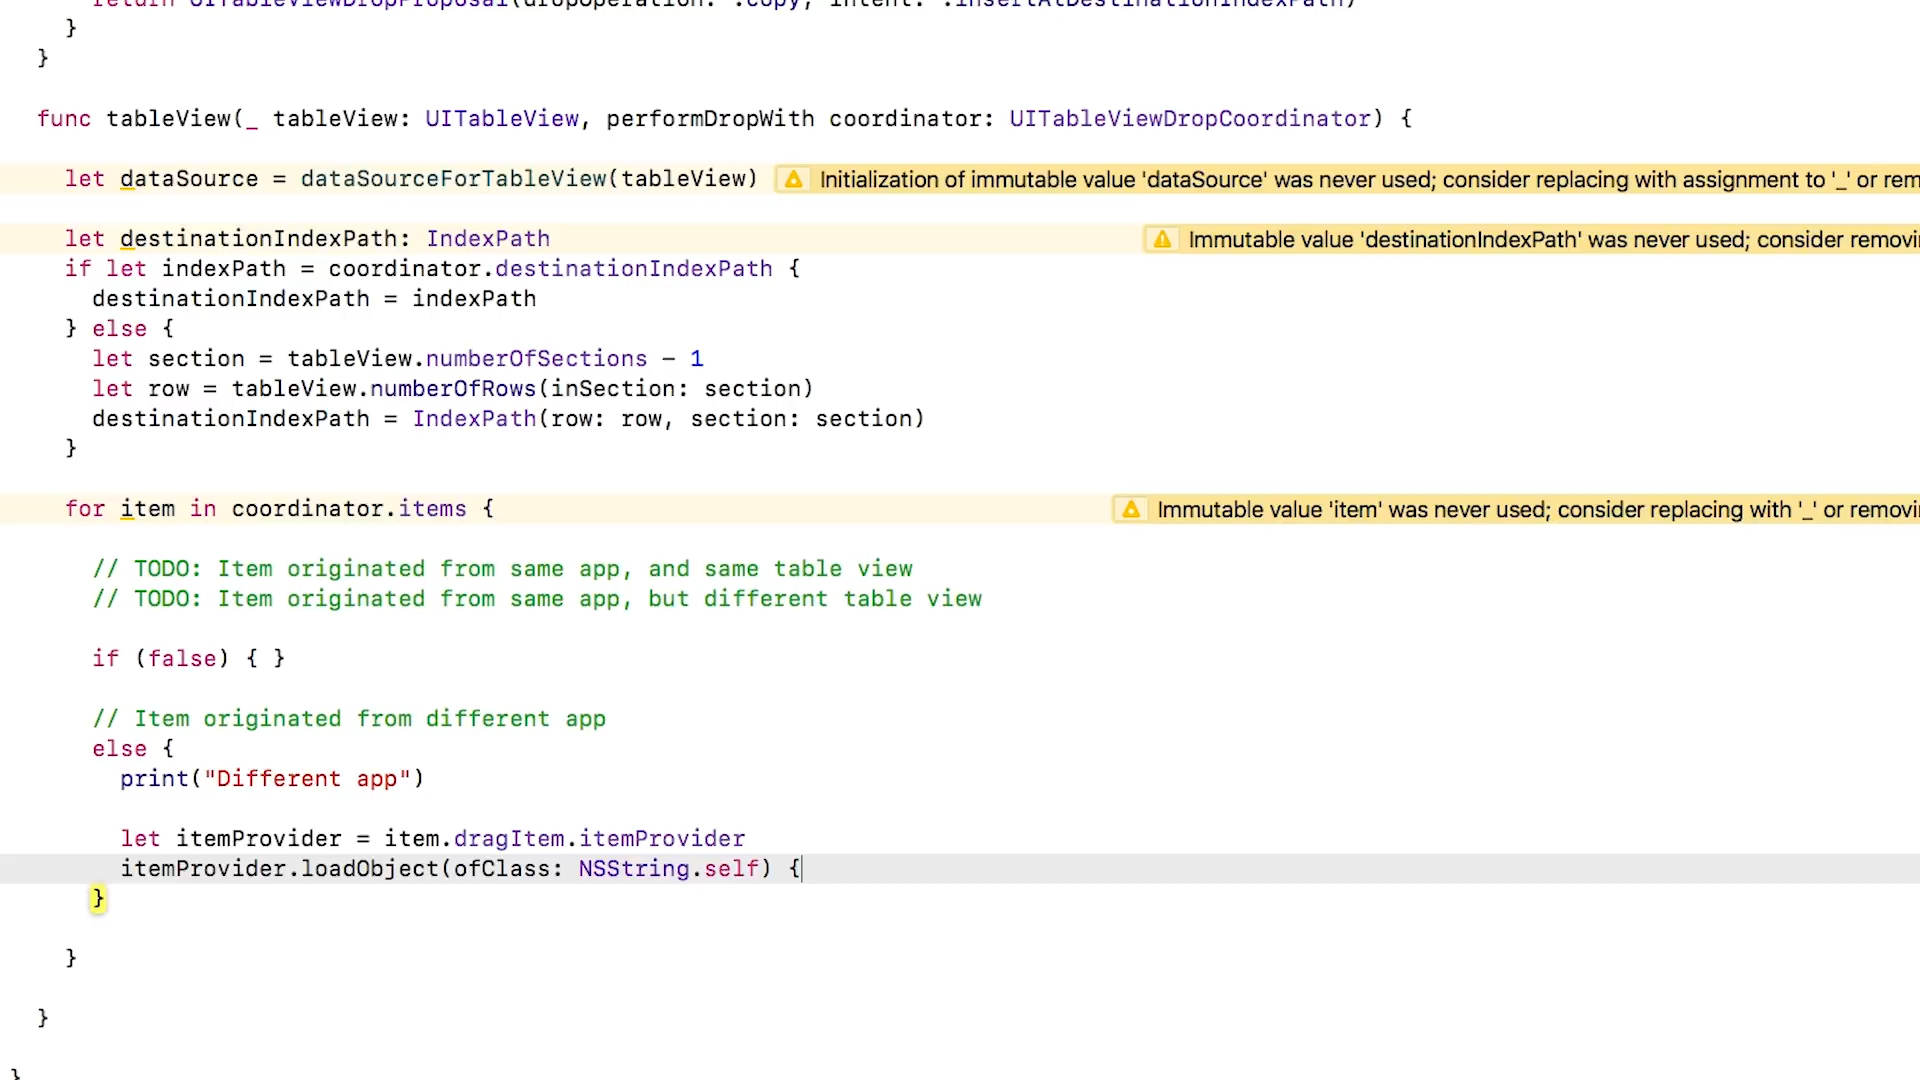 return UITableViewDropProposal(dropOperation: .copy, intent: .insertAtDestinationIndexPath)
}
}
func tableView(_ tableView: UITableView, performDropWith coordinator: UITableViewDropCoordinator) {
let dataSource = dataSourceForTableView(tableView) Initialization of immutable value 'dataSource' was never used; consider replacing with assignment to '_' or rem
let destinationIndexPath: IndexPath Immutable value 'destinationIndexPath' was never used; consider removi
if let indexPath = coordinator.destinationIndexPath {
destinationIndexPath = indexPath
} else {
let section = tableView.numberOfSections - 1
let row = tableView.numberOfRows(inSection: section)
destinationIndexPath = IndexPath(row: row, section: section)
}
for item in coordinator.items { Immutable value 'item' was never used; consider replacing with '_' or removi
// TODO: Item originated from same app, and same table view
// TODO: Item originated from same app, but different table view
if (false) { }
// Item originated from different app
else {
print("Different app")
let itemProvider = item.dragItem.itemProvider
itemProvider.loadObject(ofClass: NSString.self) {
}
}
}
}